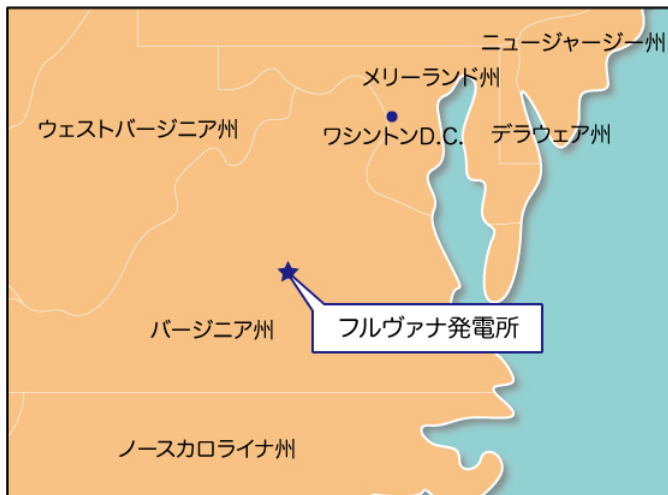 ニュージャージー州
メリーランド州
ウェストバージニア州
ワシントンD.C.
デラウェア州
バージニア州
フルヴァナ発電所
ノースカロライナ州